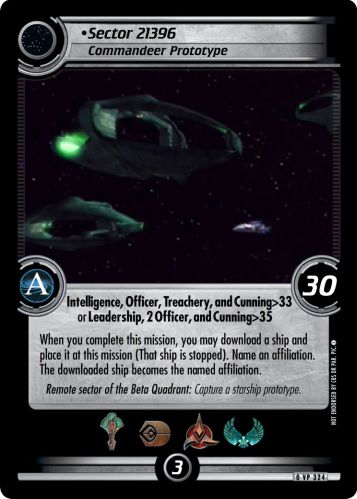 •Sector 21396
Commandeer Prototype
A
30
Intelligence, Officer, Treachery, and Cunning>33
or Leadership, 2 Officer, and Cunning>35
When you complete this mission, you may download a ship and
place it at this mission (That ship is stopped). Name an affiliation.
The downloaded ship becomes the named affiliation.
Remote sector of the Beta Quadrant: Capture a starship prototype.
NOT ENDORSED BY CBS OR PAR. PIC.
3
0 VP 324